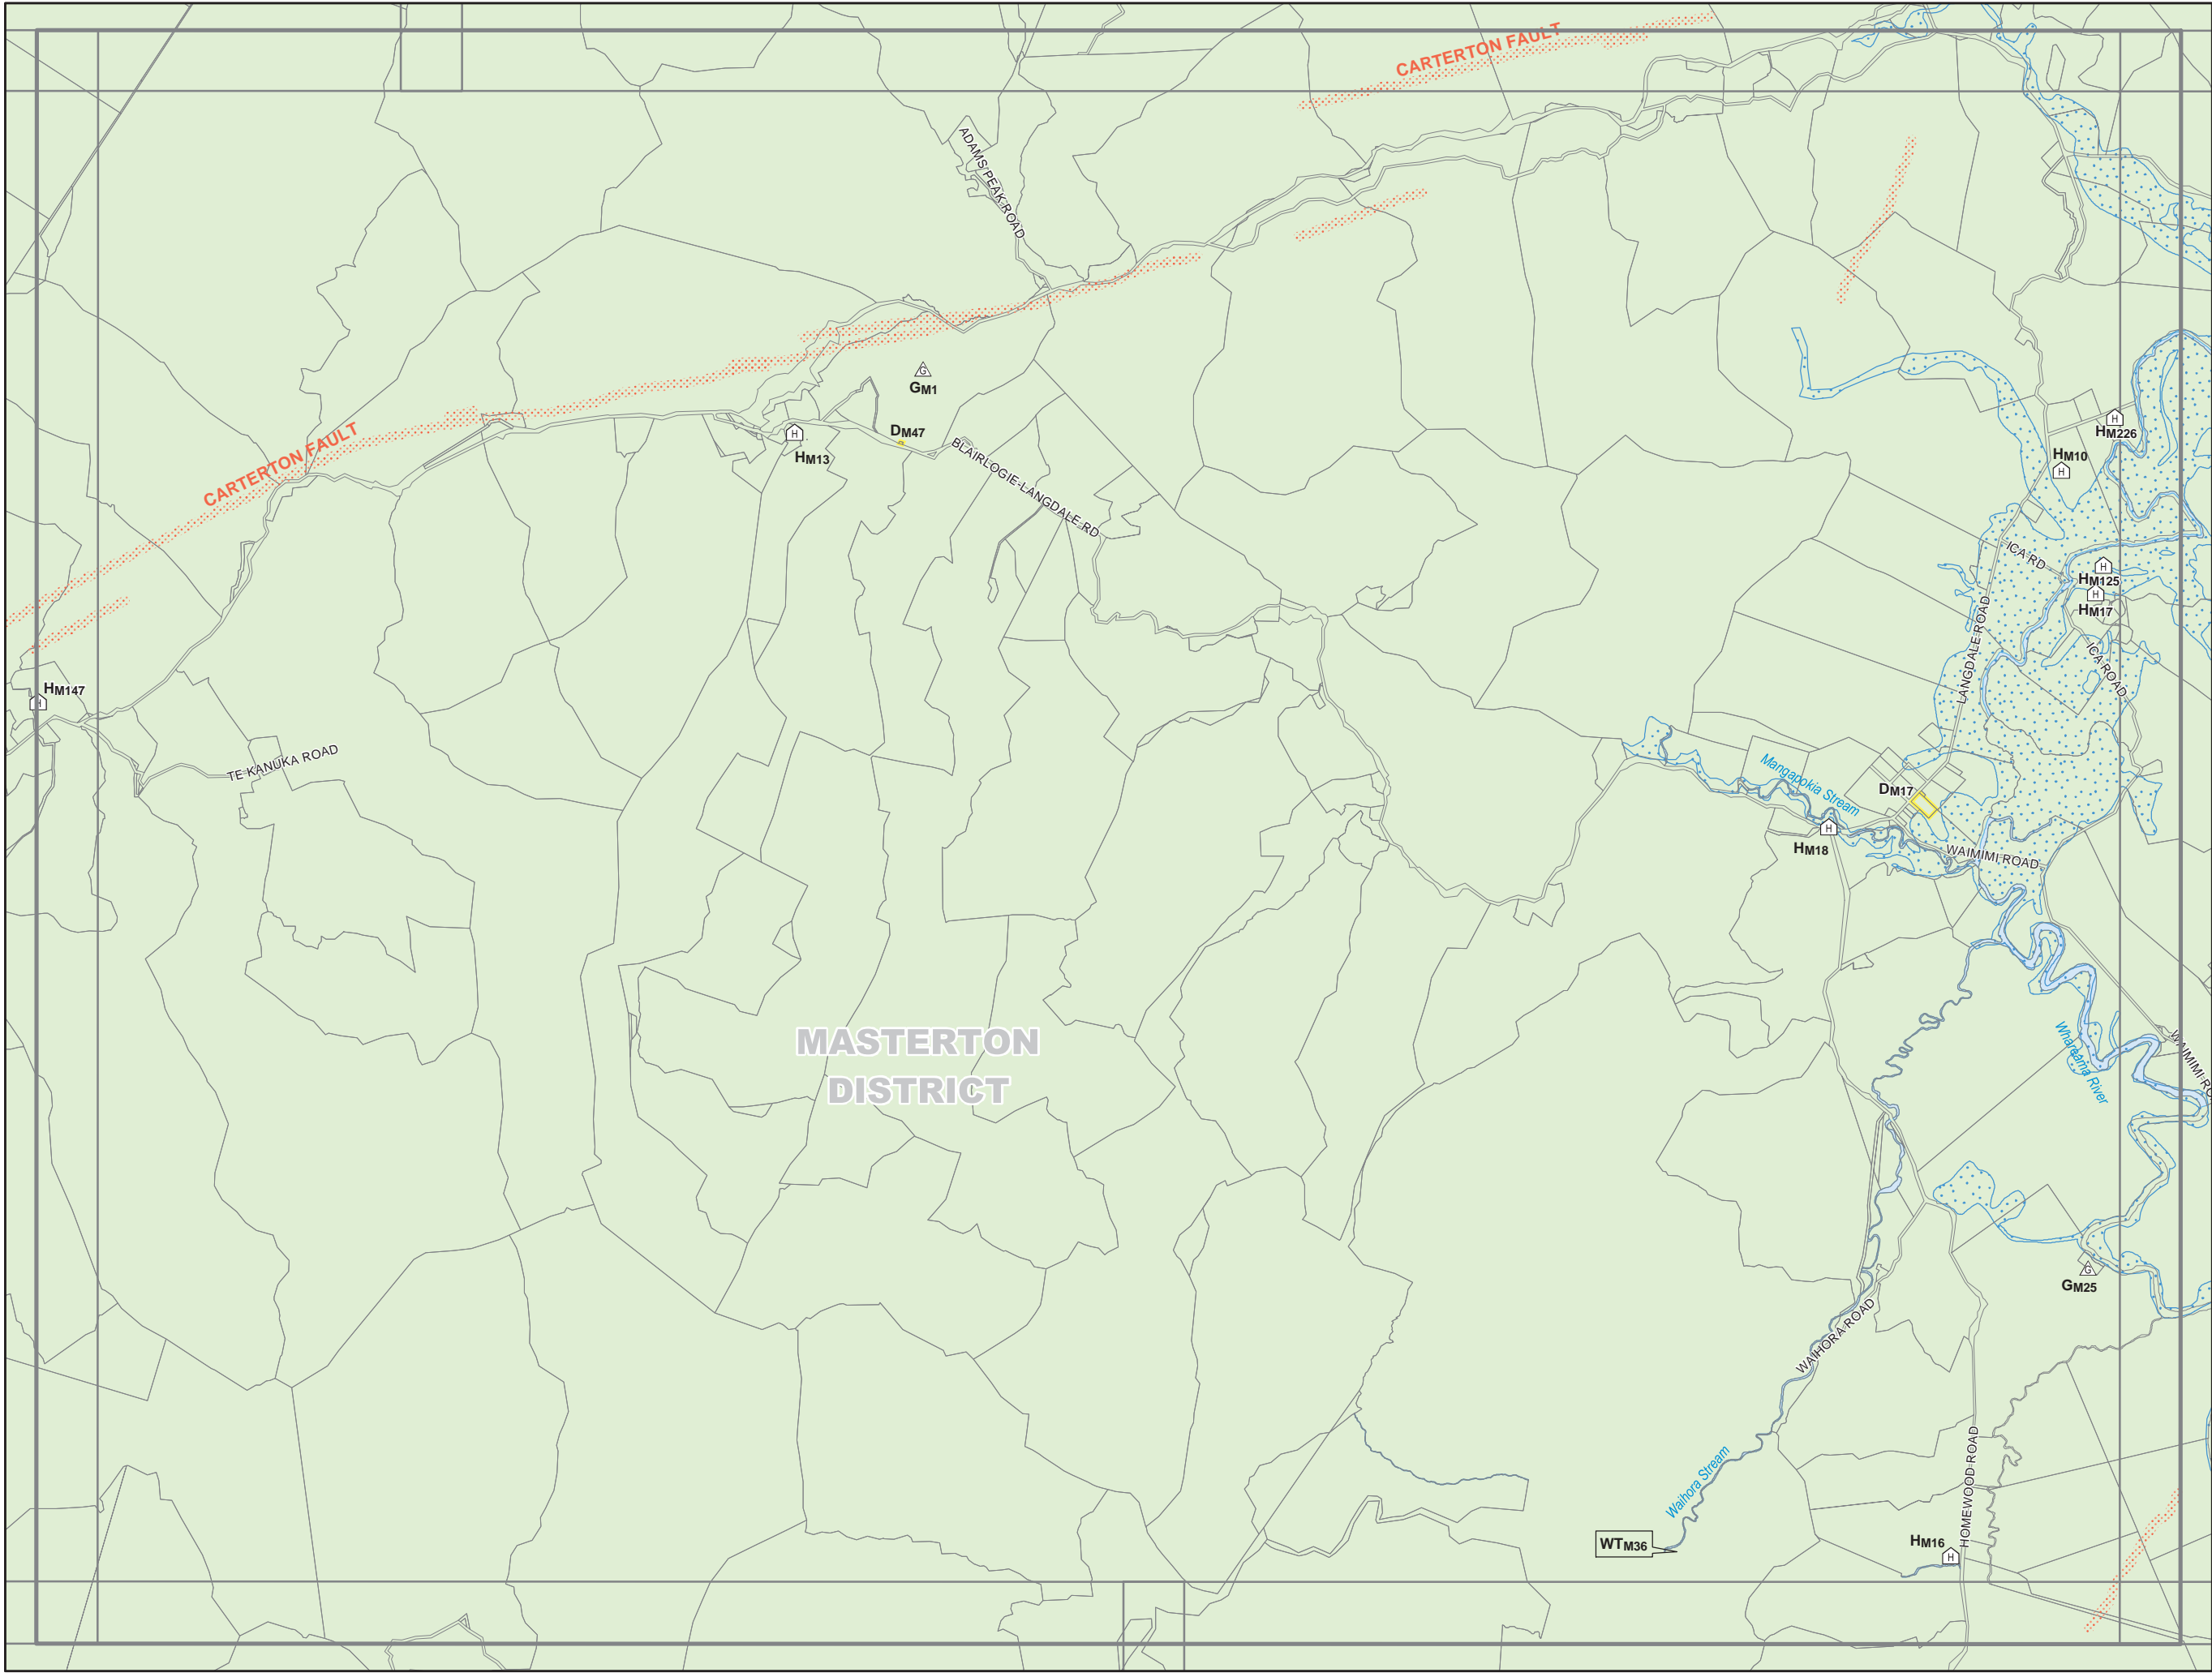 CARTERTON FAULT
ADAMS PEAK ROAD
G
GM1
DM47
H
HM13
BLAIRLOGIE-LANGDALE RD
CARTERTON FAULT
H
HM226
HM10
H
ICA RD
H
HM125
H
HM17
LANGDALE ROAD
ICA ROAD
HM147
H
TE KANUKA ROAD
Mangapokia Stream
DM17
H
HM18
WAIMIMI ROAD
MASTERTON
DISTRICT
Whareama River
WAIMIMI RO
G
GM25
WAIHORA ROAD
Waihora Stream
HOMEWOOD ROAD
WTM36
HM16
H